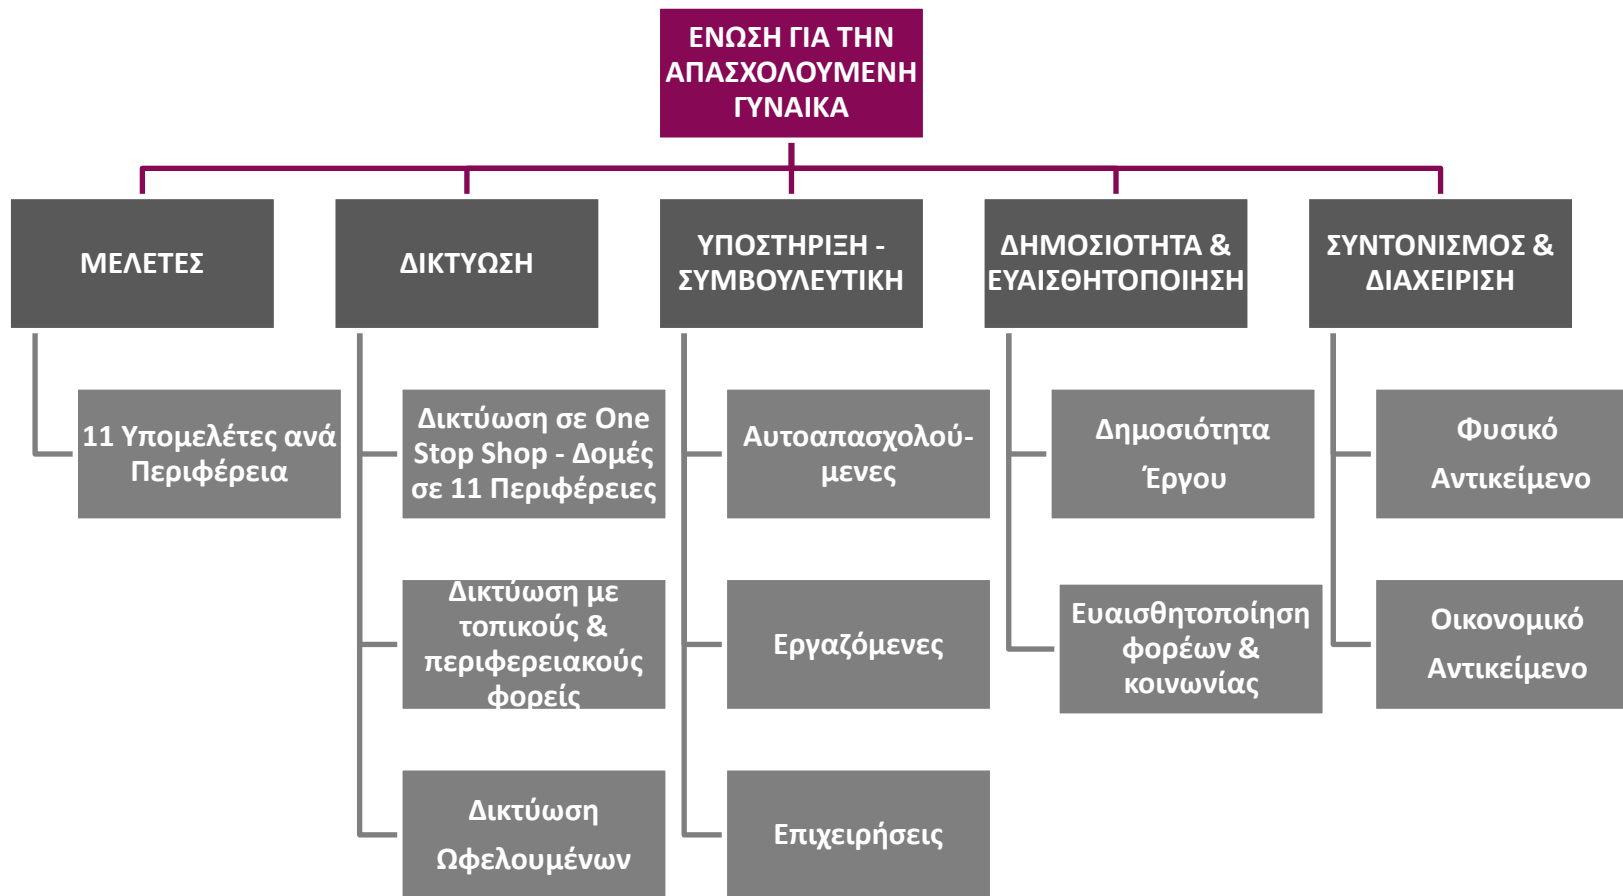 ΕΝΩΣΗ ΓΙΑ ΤΗΝ
ΑΠΑΣΧΟΛΟΥΜΕΝΗ
ΓΥΝΑΙΚΑ
ΜΕΛΕΤΕΣ
11 Υπομελέτες ανά
Περιφέρεια
ΔΙΚΤΥΩΣΗ
Δικτύωση σε One
Stop Shop - Δομές
σε 11 Περιφέρειες
Δικτύωση με
τοπικούς &
περιφερειακούς
φορείς
Δικτύωση
Ωφελουμένων
ΥΠΟΣΤΗΡΙΞΗ -
ΣΥΜΒΟΥΛΕΥΤΙΚΗ
Αυτοαπασχολού-
μενες
Εργαζόμενες
Επιχειρήσεις
ΔΗΜΟΣΙΟΤΗΤΑ &
ΕΥΑΙΣΘΗΤΟΠΟΙΗΣΗ
Δημοσιότητα
Έργου
Ευαισθητοποίηση
φορέων &
κοινωνίας
ΣΥΝΤΟΝΙΣΜΟΣ &
ΔΙΑΧΕΙΡΙΣΗ
Φυσικό
Αντικείμενο
Οικονομικό
Αντικείμενο